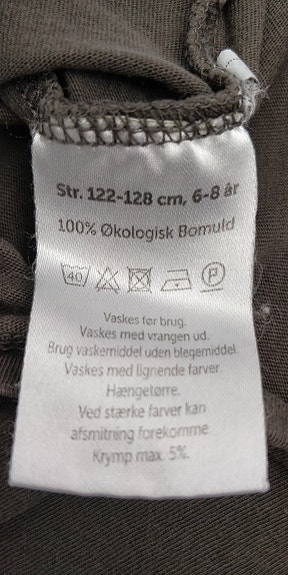 Str. 122-128 cm, 6-8 år
100% Økologisk Bomuld
40 P
Vaskes før brug.
Vaskes med vrangen ud.
Brug vaskemiddel uden blegemiddel.
Vaskes med lignende farver.
Hængetørre.
Ved stærke farver kan
afsmitning forekomme.
Krymp max. 5%.